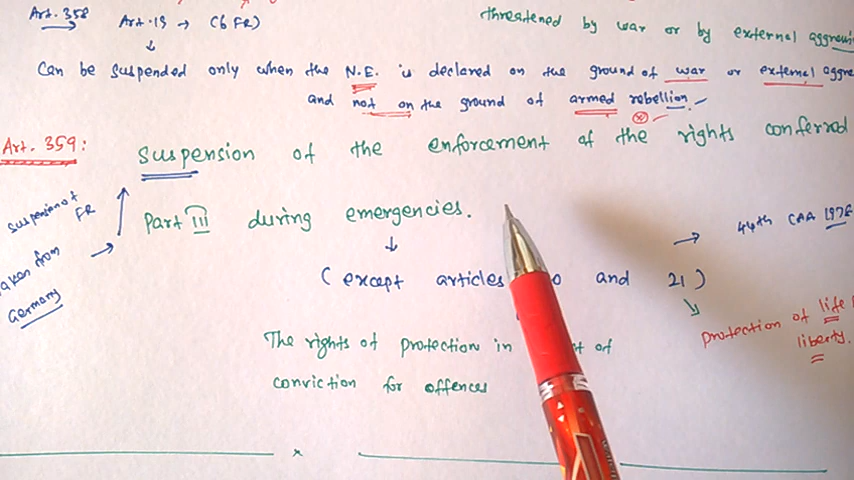 Art. 358 Art. 19 → (6 FR) threatened by war or by external
↓
Can be suspended only when the N.E. is declared on the ground of war or external
and not on the ground of armed rebellion
Art. 359: Suspension of the enforcement of the rights conferred
Part III during emergencies.
suspension of FR
taken from Germany →
↓
(except articles and 21) → 44th CAA 1978
protection of life
liberty.
The rights of protection in of
conviction for offences
x